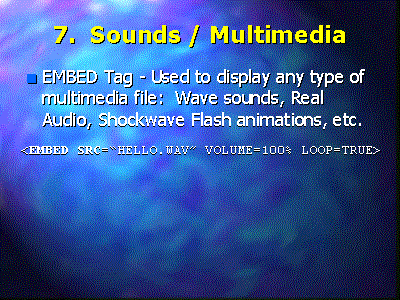 7. Sounds / Multimedia
EMBED Tag - Used to display any type of
multimedia file: Wave sounds, Real
Audio, Shockwave Flash animations, etc.
<EMBED SRC=“HELLO.WAV” VOLUME=100% LOOP=TRUE>